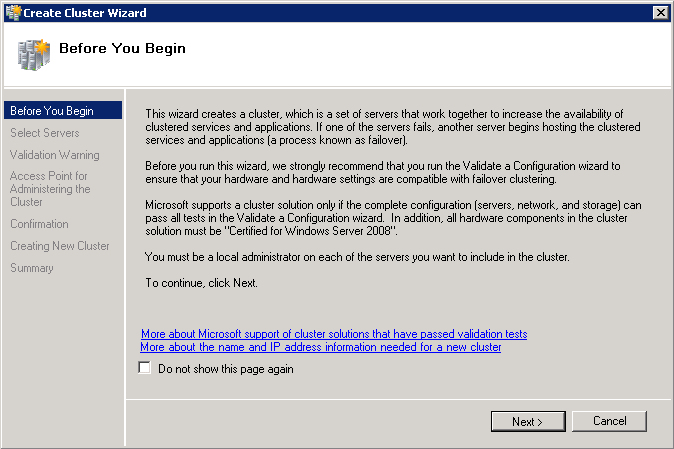 Create Cluster Wizard
Before You Begin
Before You Begin
Select Servers
Validation Warning
Access Point for
Administering the
Cluster
Confirmation
Creating New Cluster
Summary
This wizard creates a cluster, which is a set of servers that work together to increase the availability of
clustered services and applications. If one of the servers fails, another server begins hosting the clustered
services and applications (a process known as failover).
Before you run this wizard, we strongly recommend that you run the Validate a Configuration wizard to
ensure that your hardware and hardware settings are compatible with failover clustering.
Microsoft supports a cluster solution only if the complete configuration (servers, network, and storage) can
pass all tests in the Validate a Configuration wizard.  In addition, all hardware components in the cluster
solution must be "Certified for Windows Server 2008".
You must be a local administrator on each of the servers you want to include in the cluster.
To continue, click Next.
More about Microsoft support of cluster solutions that have passed validation tests
More about the name and IP address information needed for a new cluster
Do not show this page again
Next >
Cancel